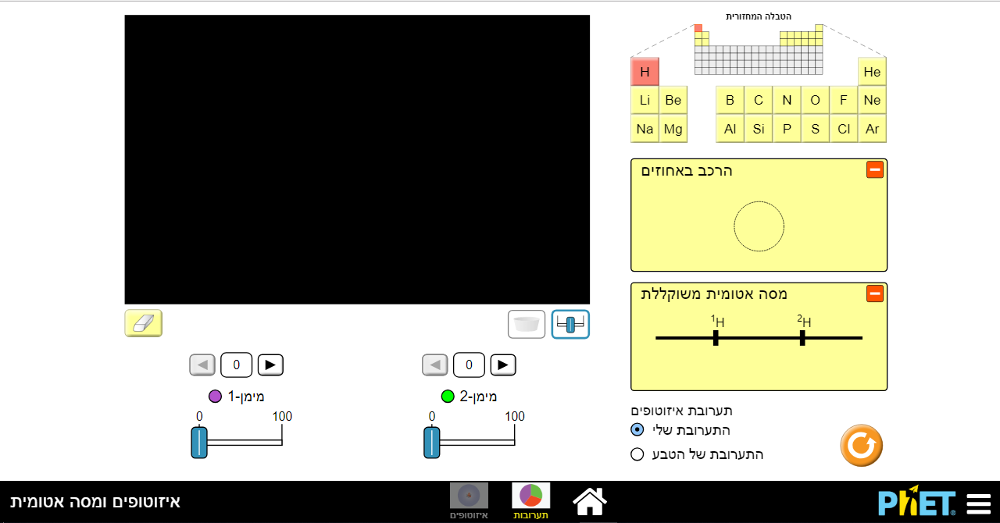 הטבלה המחזורית
H He
Li Be B C N O F Ne
Na Mg Al Si P S Cl Ar
הרכב באחוזים
מסה אטומית משוקללת
¹H ²H
0 0
מימן-1 מימן-2
0 100 0 100
תערובת איזוטופים
התערובת שלי
התערובת של הטבע
איזוטופים ומסה אטומית
איזוטופים תערובות
PhET